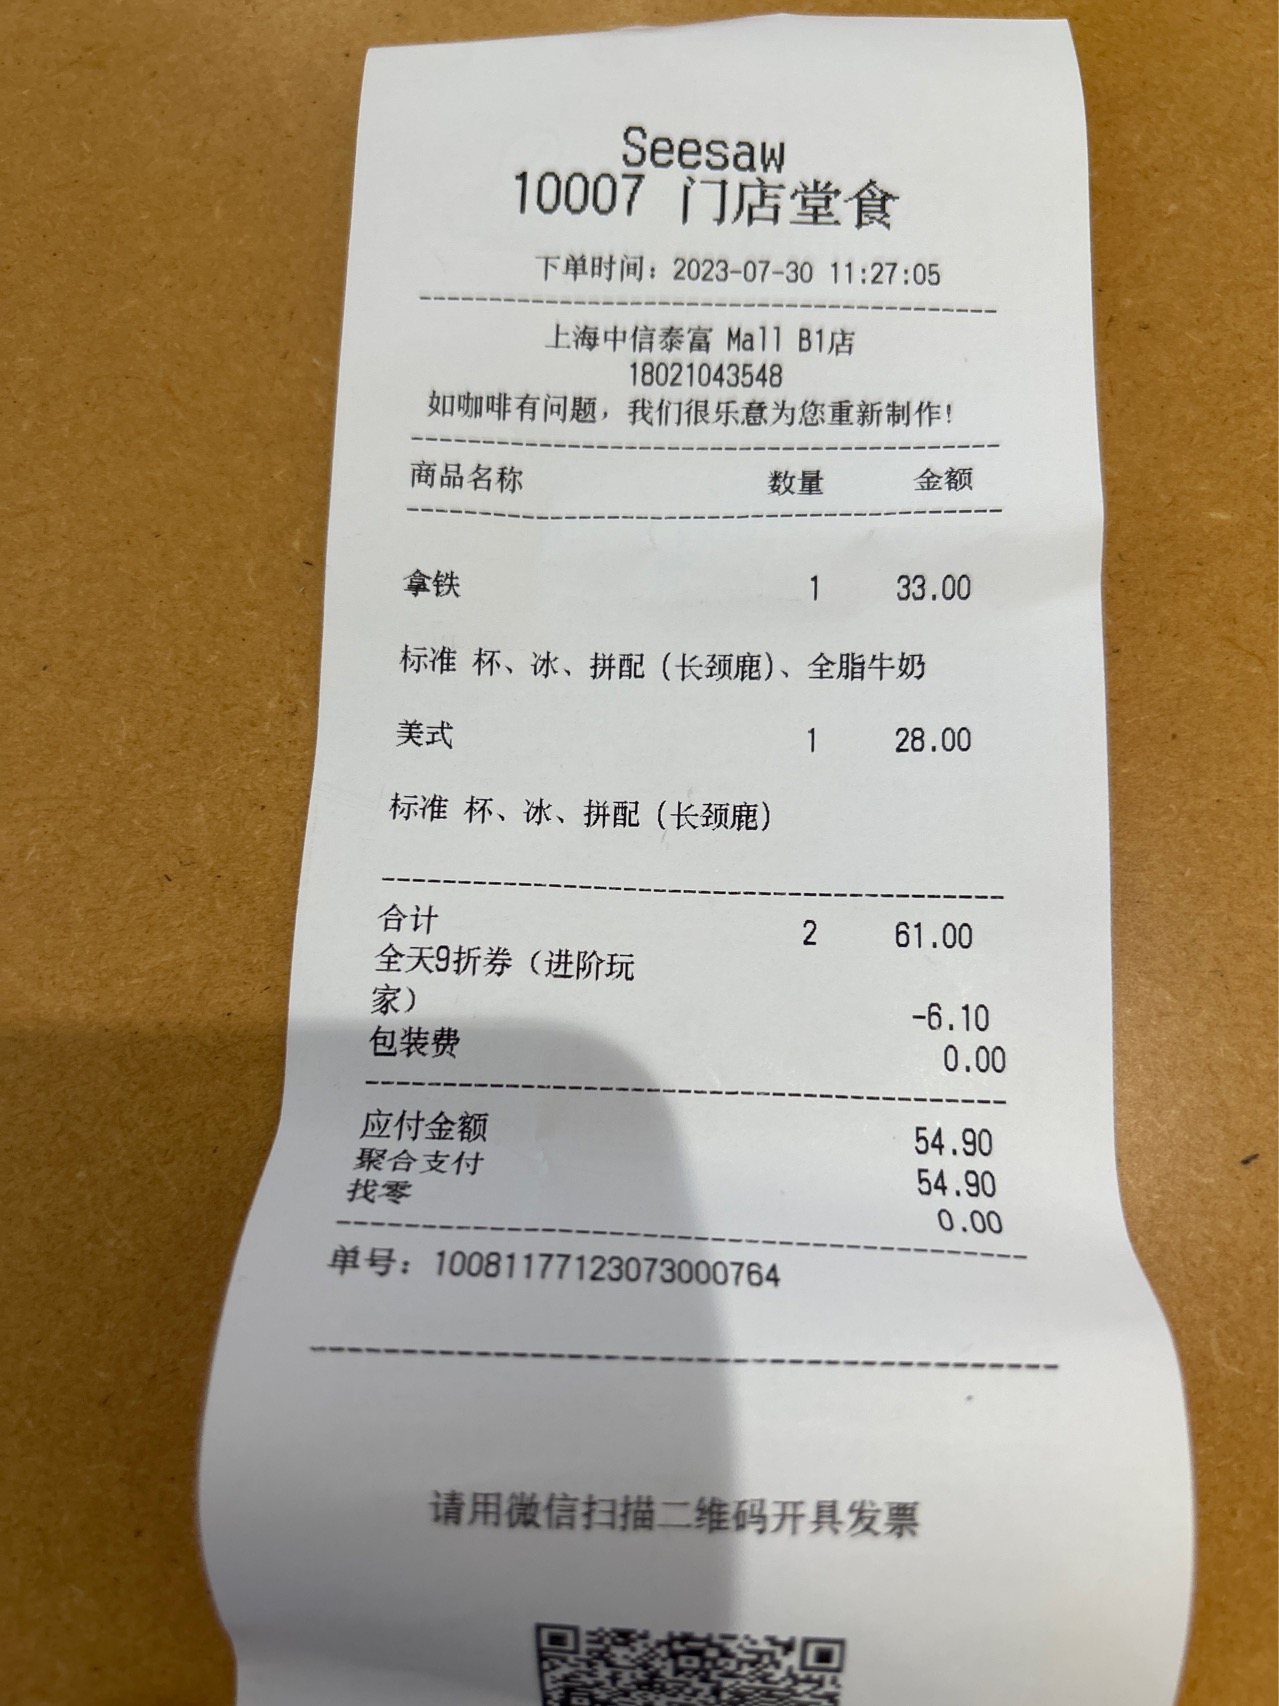 Seesaw
10007 门店堂食
下单时间：2023-07-30 11:27:05
上海中信泰富 Mall B1店
18021043548
如咖啡有问题，我们很乐意为您重新制作！
商品名称 数量 金额
拿铁 1 33.00
标准 杯、冰、拼配（长颈鹿）、全脂牛奶
美式 1 28.00
标准 杯、冰、拼配（长颈鹿）
合计 2 61.00
全天9折券（进阶玩
家） -6.10
包装费 0.00
应付金额 54.90
聚合支付 54.90
找零 0.00
单号：10081177123073000764
请用微信扫描二维码开具发票